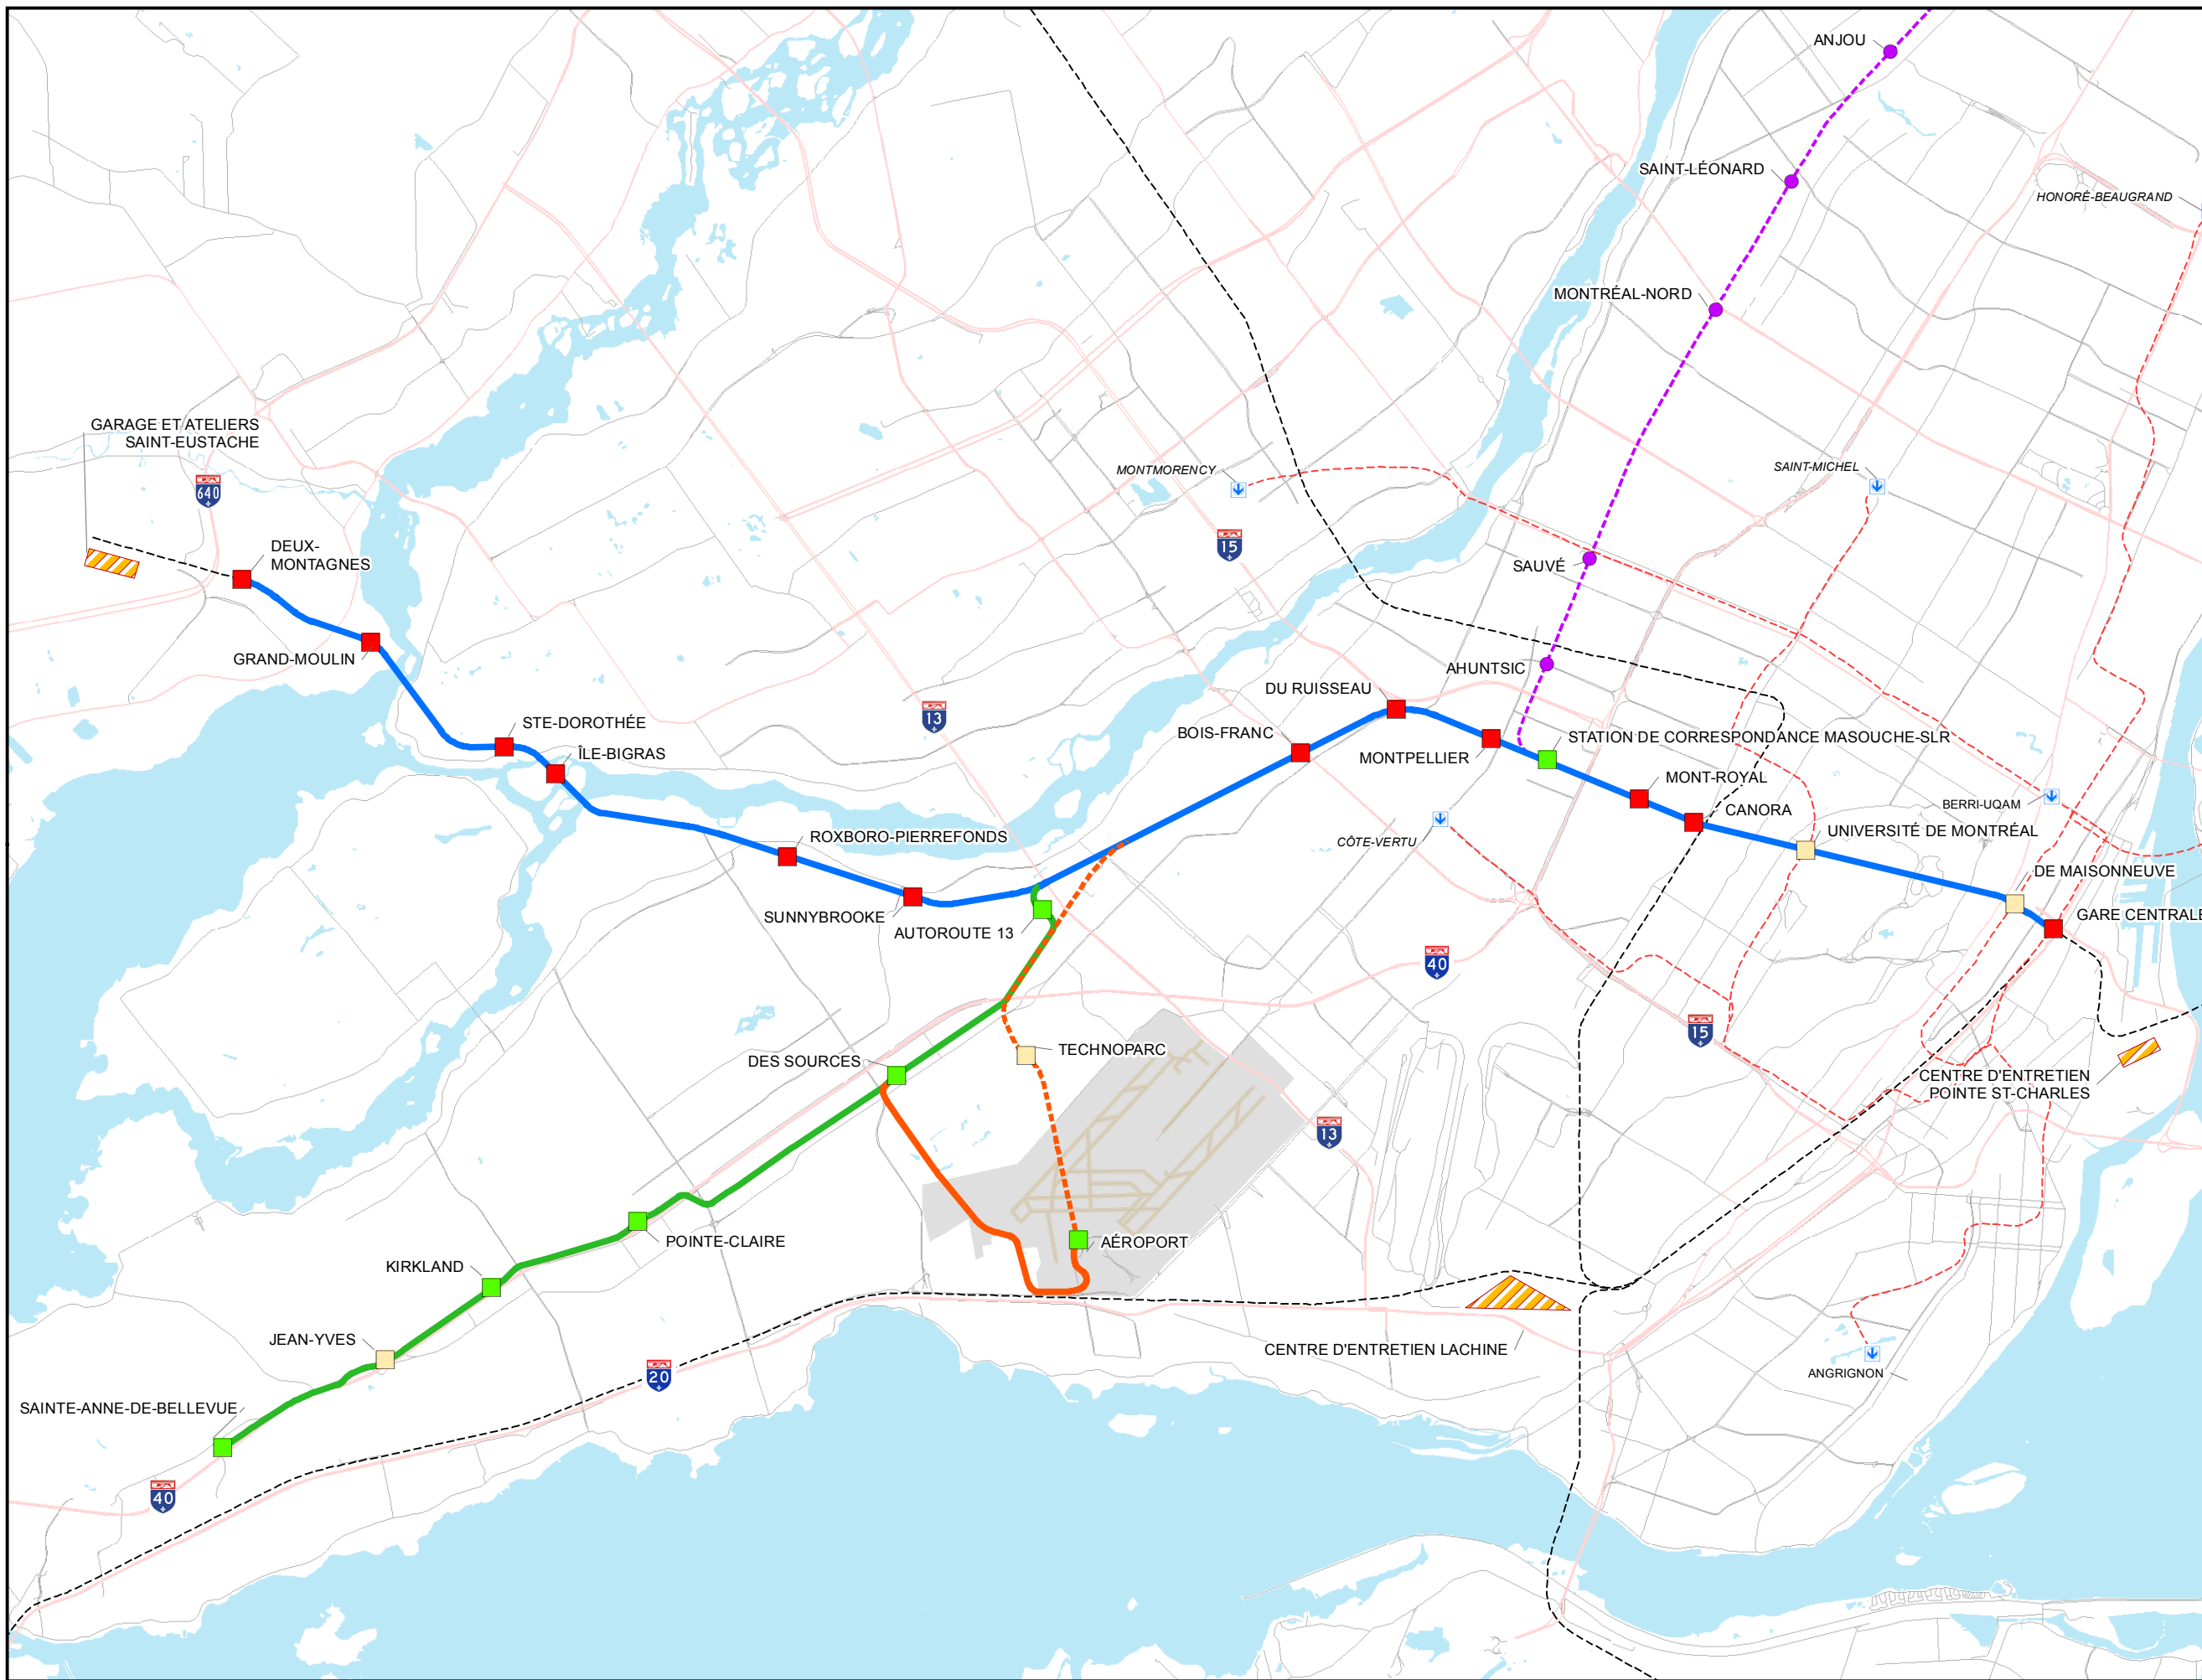 ANJOU
SAINT-LÉONARD
HONORÉ-BEAUGRAND
MONTRÉAL-NORD
GARAGE ET ATELIERS
SAINT-EUSTACHE
MONTMORENCY
SAINT-MICHEL
640
DEUX-
MONTAGNES
15
SAUVÉ
GRAND-MOULIN
AHUNTSIC
DU RUISSEAU
STE-DOROTHÉE
13
BOIS-FRANC
STATION DE CORRESPONDANCE MASOUCHE-SLR
ÎLE-BIGRAS
MONTPELLIER
MONT-ROYAL
BERRI-UQAM
CANORA
ROXBORO-PIERREFONDS
CÔTE-VERTU
UNIVERSITÉ DE MONTRÉAL
DE MAISONNEUVE
SUNNYBROOKE
GARE CENTRALE
AUTOROUTE 13
40
15
DES SOURCES
TECHNOPARC
CENTRE D'ENTRETIEN
POINTE ST-CHARLES
13
POINTE-CLAIRE
AÉROPORT
KIRKLAND
JEAN-YVES
CENTRE D'ENTRETIEN LACHINE
20
ANGRIGNON
SAINTE-ANNE-DE-BELLEVUE
40